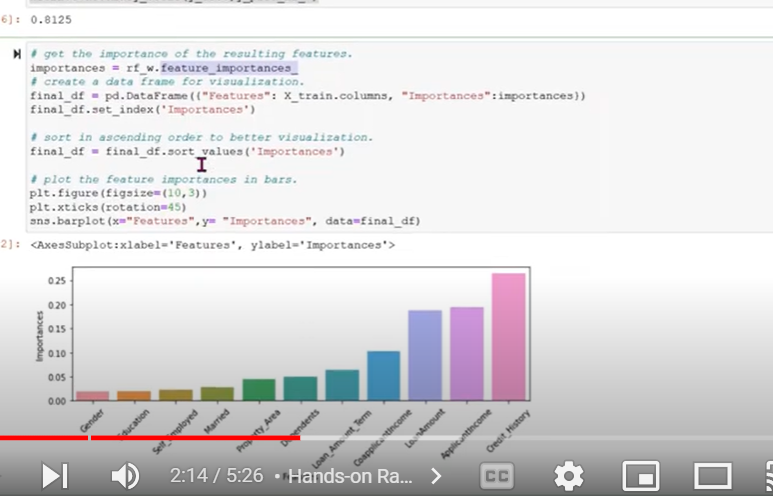 6]: 0.8125
# get the importance of the resulting features.
importances = rf_w.feature_importances_
# create a data frame for visualization.
final_df = pd.DataFrame({"Features": X_train.columns, "Importances":importances})
final_df.set_index('Importances')
# sort in ascending order to better visualization.
final_df = final_df.sort_values('Importances')
# plot the feature importances in bars.
plt.figure(figsize=(10,3))
plt.xticks(rotation=45)
sns.barplot(x="Features",y= "Importances", data=final_df)
2]: <AxesSubplot:xlabel='Features', ylabel='Importances'>
Importances
0.25
0.20
0.15
0.10
0.05
0.00
Gender
Education
Self_Employed
Married
Property_Area
Dependents
Loan_Amount_Term
CoapplicantIncome
LoanAmount
ApplicantIncome
Credit_History
2:14 / 5:26 • Hands-on Ra...
CC